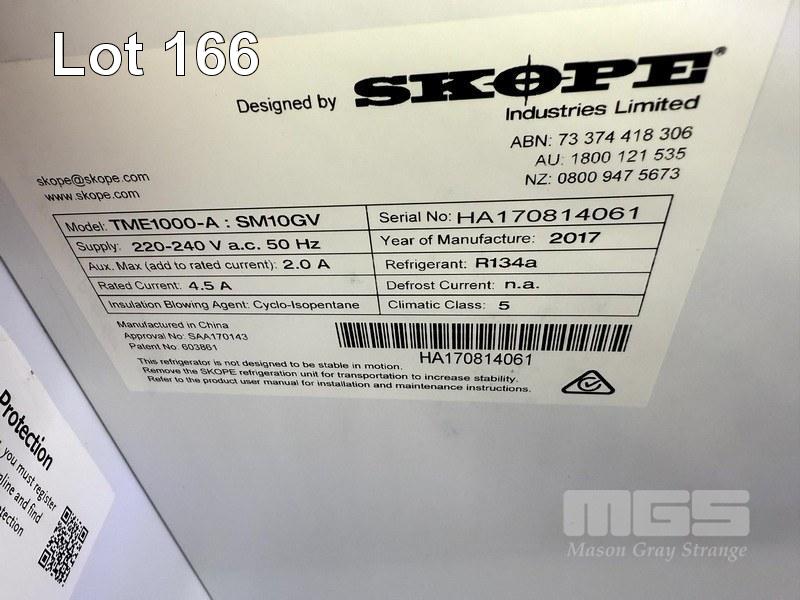 Lot 166
Designed by SKOPE®
Industries Limited
ABN: 73 374 418 306
AU: 1800 121 535
NZ: 0800 947 5673
skope@skope.com
www.skope.com
Model: TME1000-A : SM10GV Serial No: HA170814061
Supply: 220-240 V a.c. 50 Hz Year of Manufacture: 2017
Aux. Max (add to rated current): 2.0 A Refrigerant: R134a
Rated Current: 4.5 A Defrost Current: n.a.
Insulation Blowing Agent: Cyclo-Isopentane Climatic Class: 5
Manufactured in China
Approval No: SAA170143
Patent No: 603861
HA170814061
This refrigerator is not designed to be stable in motion.
Remove the SKOPE refrigeration unit for transportation to increase stability.
Refer to the product user manual for installation and maintenance instructions.
Protection
you must register
and find
MGS
Mason Gray Strange